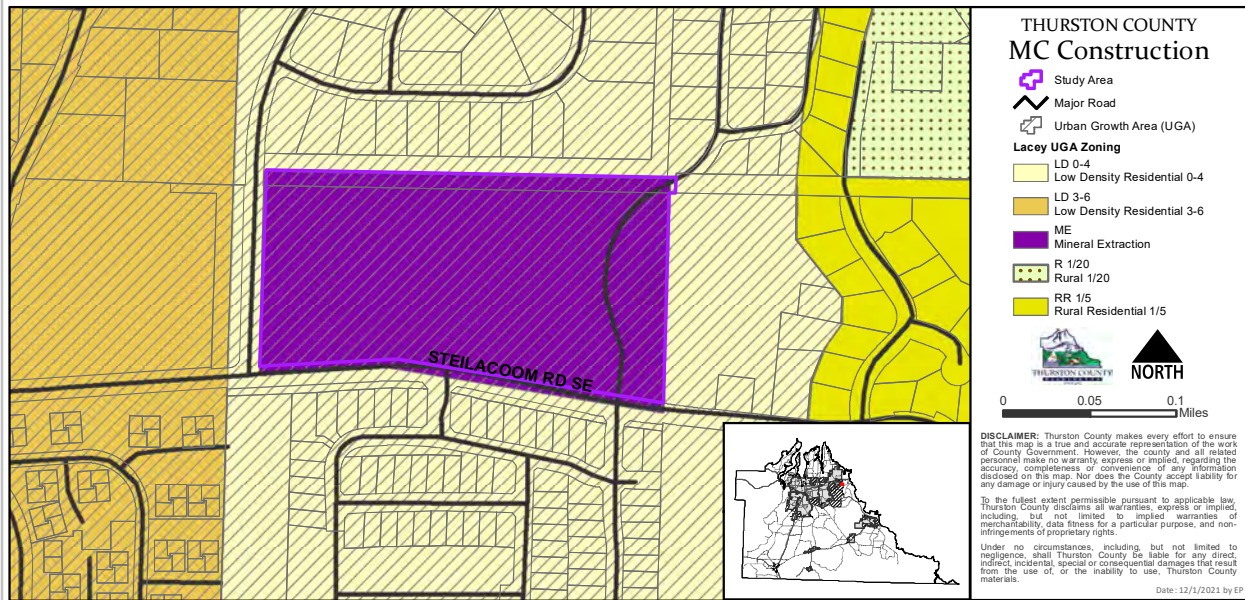 THURSTON COUNTY
MC Construction
Study Area
Major Road
Urban Growth Area (UGA)
Lacey UGA Zoning
LD 0-4
Low Density Residential 0-4
LD 3-6
Low Density Residential 3-6
ME
Mineral Extraction
R 1/20
Rural 1/20
RR 1/5
Rural Residential 1/5
THURSTON COUNTY
NORTH
0 0.05 0.1
Miles
STEILACOOM RD SE
DISCLAIMER: Thurston County makes every effort to ensure
that this map is a true and accurate representation of the work
of County Government. However, the county and all related
personnel make no warranty, express or implied, regarding the
accuracy, completeness or convenience of any information
disclosed on this map. Nor does the County accept liability for
any damage or injury caused by the use of this map.
To the fullest extent permissible pursuant to applicable law,
Thurston County disclaims all warranties, express or implied,
including, but not limited to implied warranties of
merchantability, data fitness for a particular purpose, and non-
infringements of proprietary rights.
Under no circumstances, including, but not limited to
negligence, shall Thurston County be liable for any direct,
indirect, incidental, special or consequential damages that result
from the use of, or the inability to use, Thurston County
materials.
Date: 12/1/2021 by EP